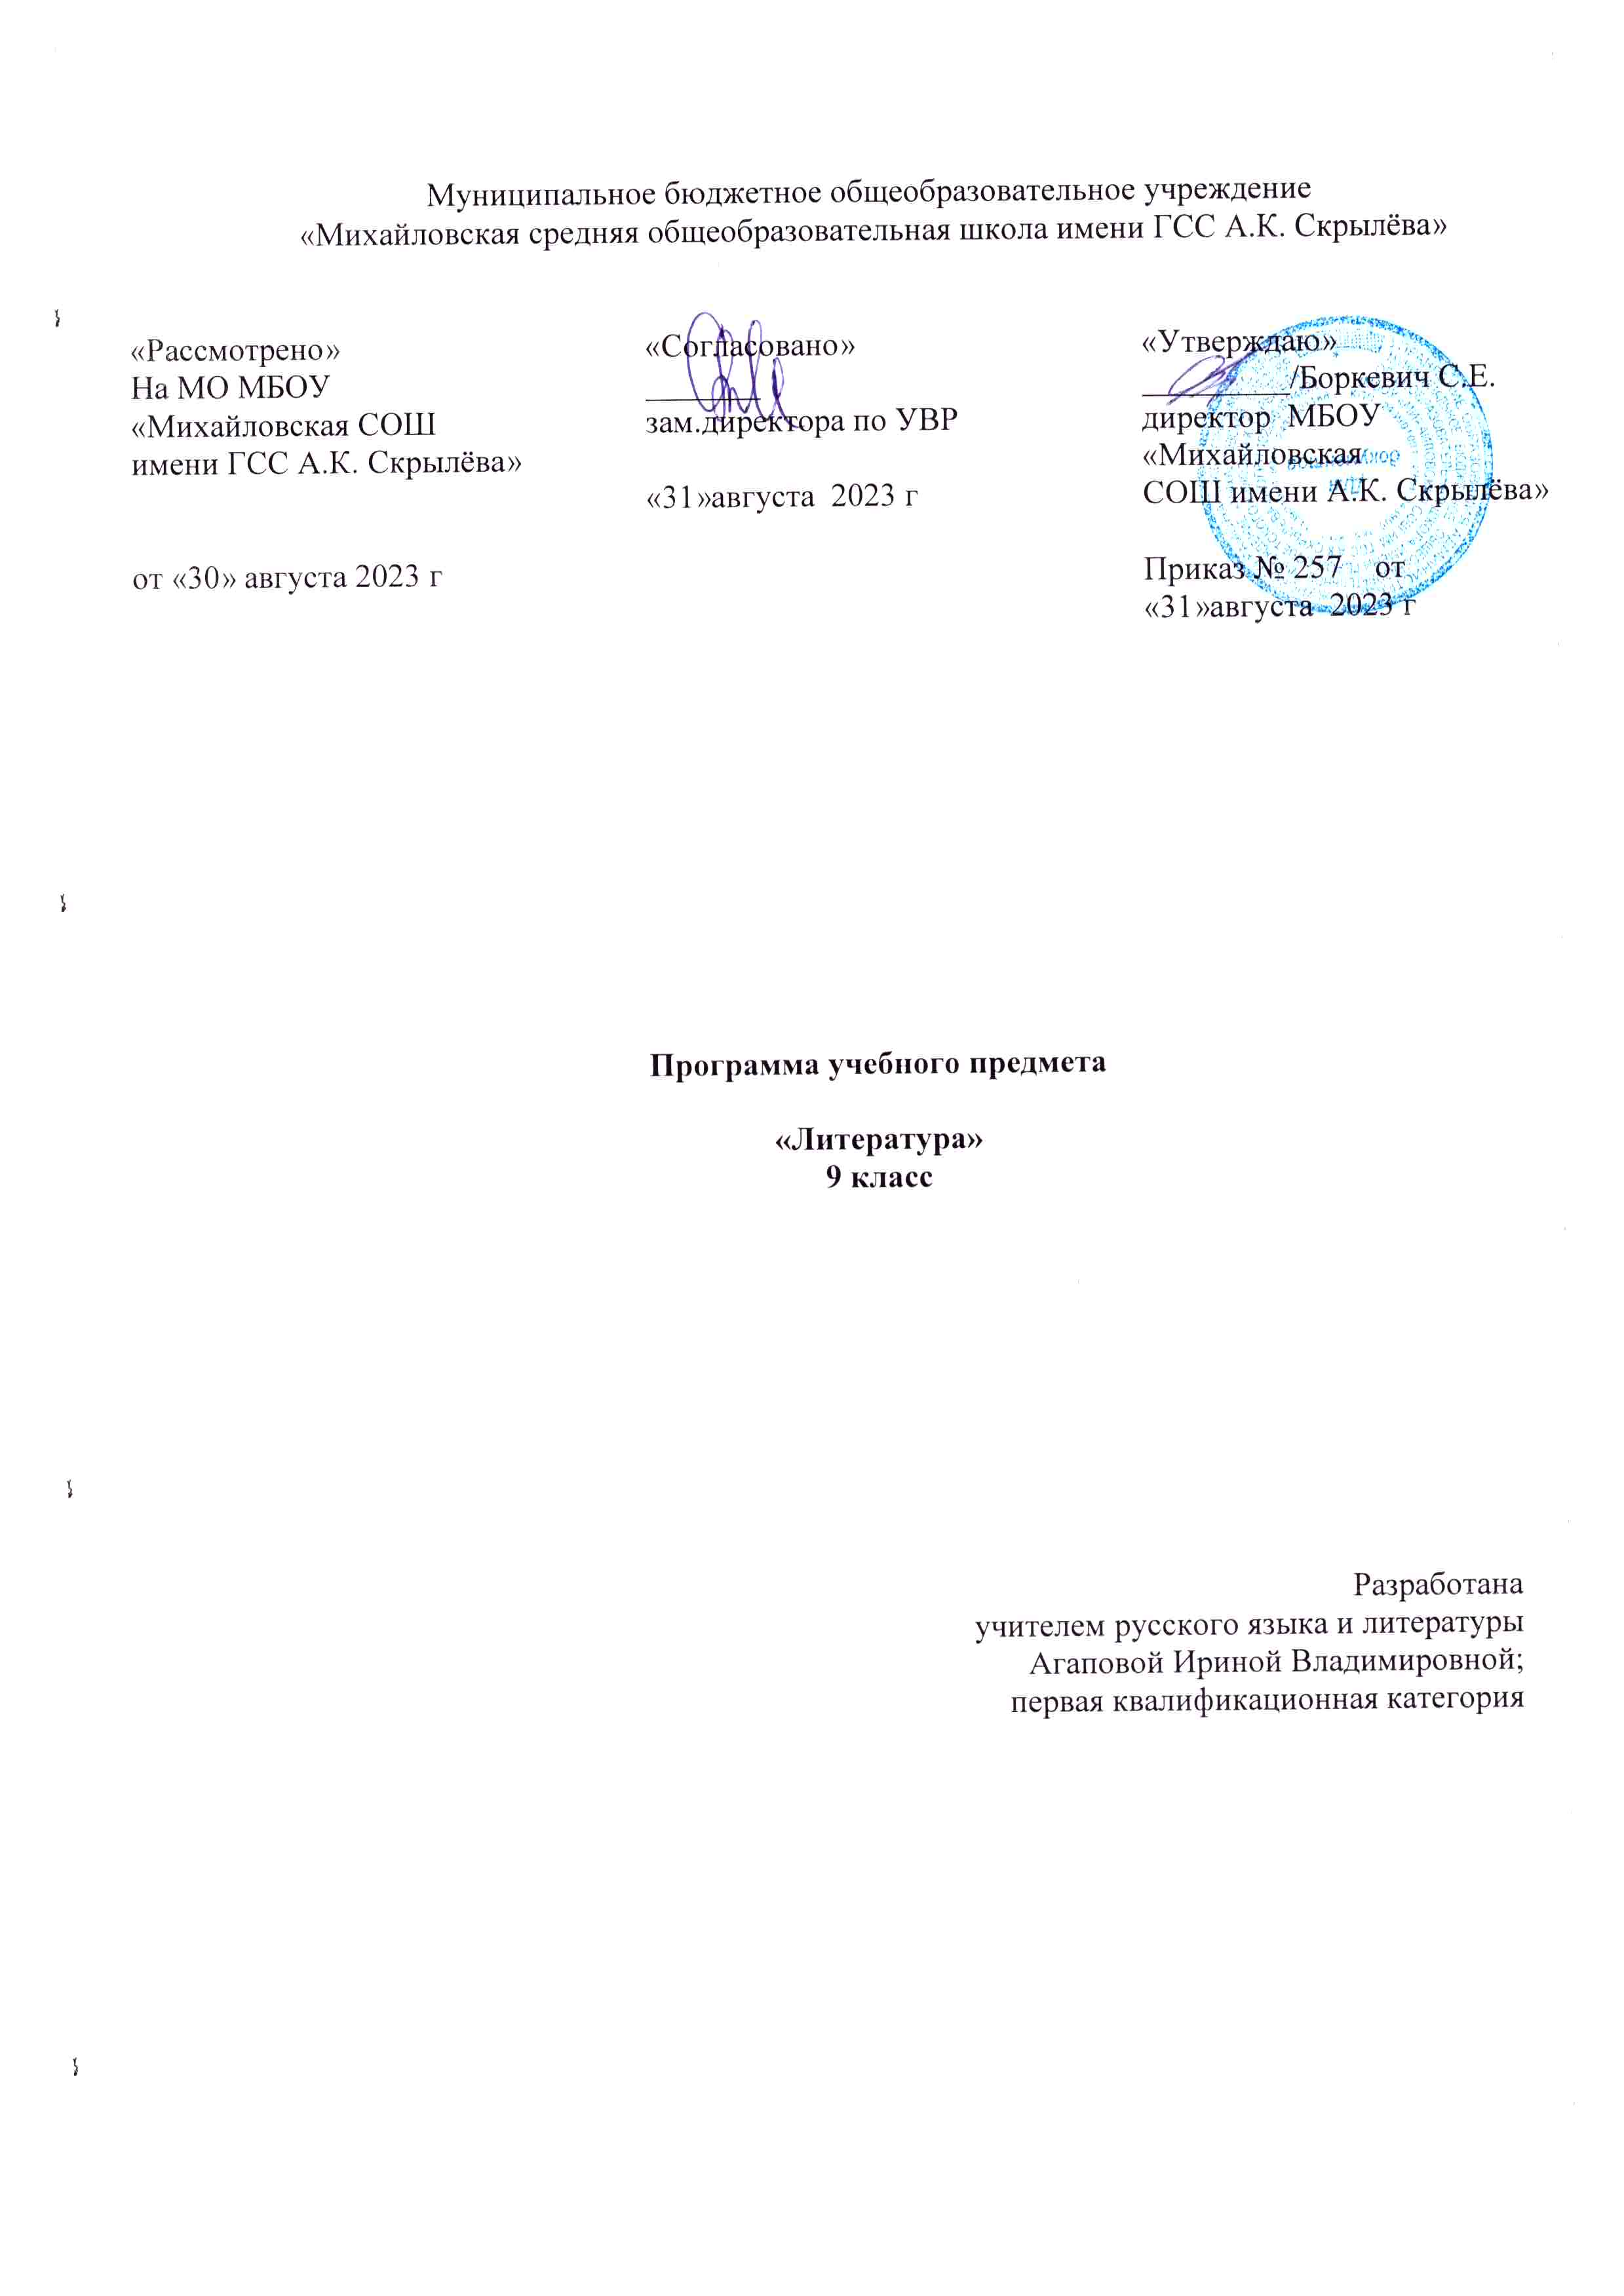 Муниципальное бюджетное общеобразовательное учреждение
«Михайловская средняя общеобразовательная школа имени ГСС А.К. Скрылёва»
«Рассмотрено»
На МО МБОУ
«Михайловская СОШ
имени ГСС А.К. Скрылёва»
от «30» августа 2023 г
«Согласовано»
зам.директора по УВР
«31»августа 2023 г
«Утверждаю»
/Боркевич С.Е.
директор МБОУ
«Михайловская
СОШ имени А.К. Скрылёва»
Приказ № 257 от
«31»августа 2023 г
Программа учебного предмета
«Литература»
9 класс
Разработана
учителем русского языка и литературы
Агаповой Ириной Владимировной;
первая квалификационная категория